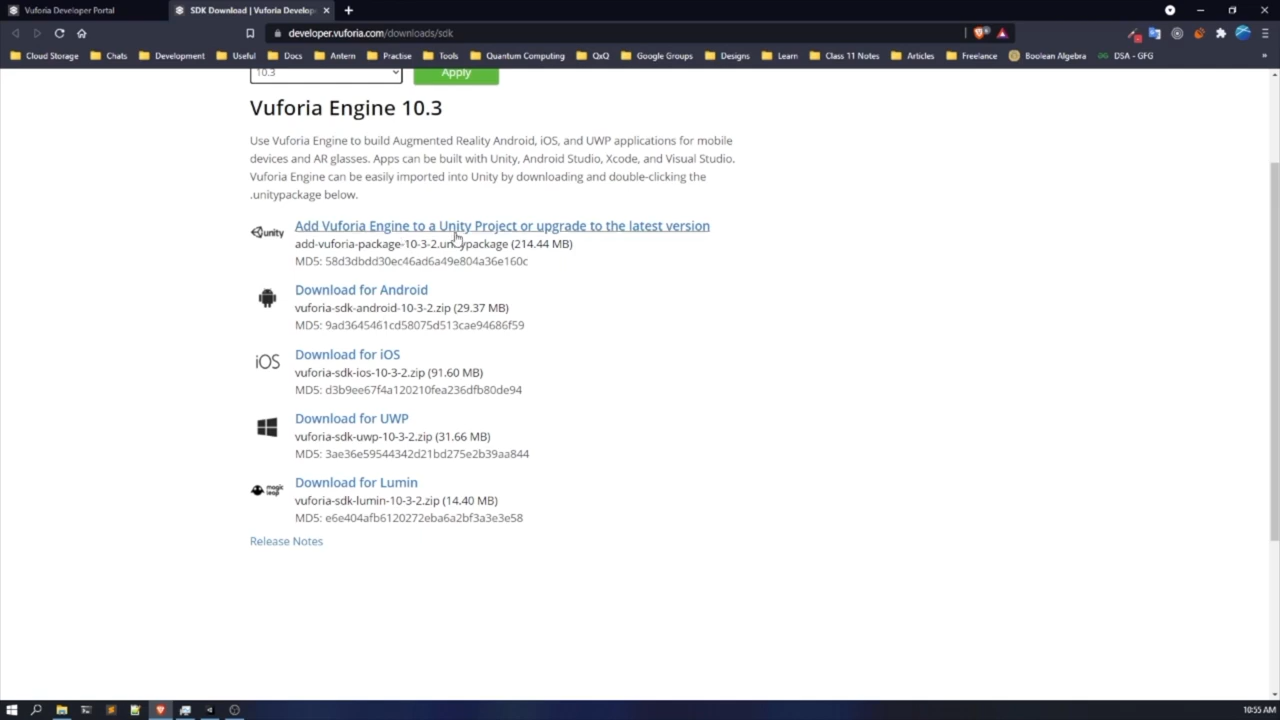 Vuforia Developer Portal
SDK Download | Vuforia Develop
developer.vuforia.com/downloads/sdk
Cloud Storage
Chats
Development
Useful
Docs
Antern
Practise
Tools
Quantum Computing
QxQ
Google Groups
Designs
Learn
Class 11 Notes
Articles
Freelance
Boolean Algebra
DSA - GFG
10.3
Apply
Vuforia Engine 10.3
Use Vuforia Engine to build Augmented Reality Android, iOS, and UWP applications for mobile
devices and AR glasses. Apps can be built with Unity, Android Studio, Xcode, and Visual Studio.
Vuforia Engine can be easily imported into Unity by downloading and double-clicking the
.unitypackage below.
unity
Add Vuforia Engine to a Unity Project or upgrade to the latest version
add-vuforia-package-10-3-2.unitypackage (214.44 MB)
MD5: 58d3dbdd30ec46ad6a49e804a36e160c
Download for Android
vuforia-sdk-android-10-3-2.zip (29.37 MB)
MD5: 9ad3645461cd58075d513cae94686f59
iOS
Download for iOS
vuforia-sdk-ios-10-3-2.zip (91.60 MB)
MD5: d3b9ee67f4a120210fea236dfb80de94
Download for UWP
vuforia-sdk-uwp-10-3-2.zip (31.66 MB)
MD5: 3ae36e59544342d21bd275e2b39aa844
magic leap
Download for Lumin
vuforia-sdk-lumin-10-3-2.zip (14.40 MB)
MD5: e6e404afb6120272eba6a2bf3a3e3e58
Release Notes
10:55 AM